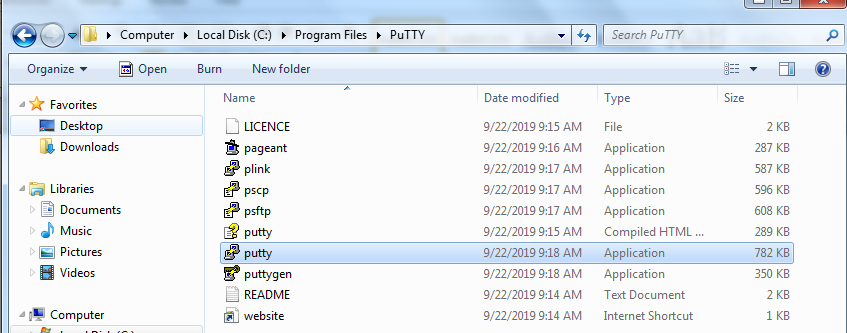 Computer Local Disk (C:) Program Files PuTTY Search PuTTY
Organize Open Burn New folder
Name Date modified Type Size
Favorites
Desktop
Downloads
Libraries
Documents
Music
Pictures
Videos
Computer
LICENCE 9/22/2019 9:15 AM File 2 KB
pageant 9/22/2019 9:16 AM Application 287 KB
plink 9/22/2019 9:17 AM Application 587 KB
pscp 9/22/2019 9:17 AM Application 596 KB
psftp 9/22/2019 9:17 AM Application 608 KB
putty 9/22/2019 9:15 AM Compiled HTML ... 289 KB
putty 9/22/2019 9:18 AM Application 782 KB
puttygen 9/22/2019 9:18 AM Application 350 KB
README 9/22/2019 9:14 AM Text Document 2 KB
website 9/22/2019 9:14 AM Internet Shortcut 1 KB